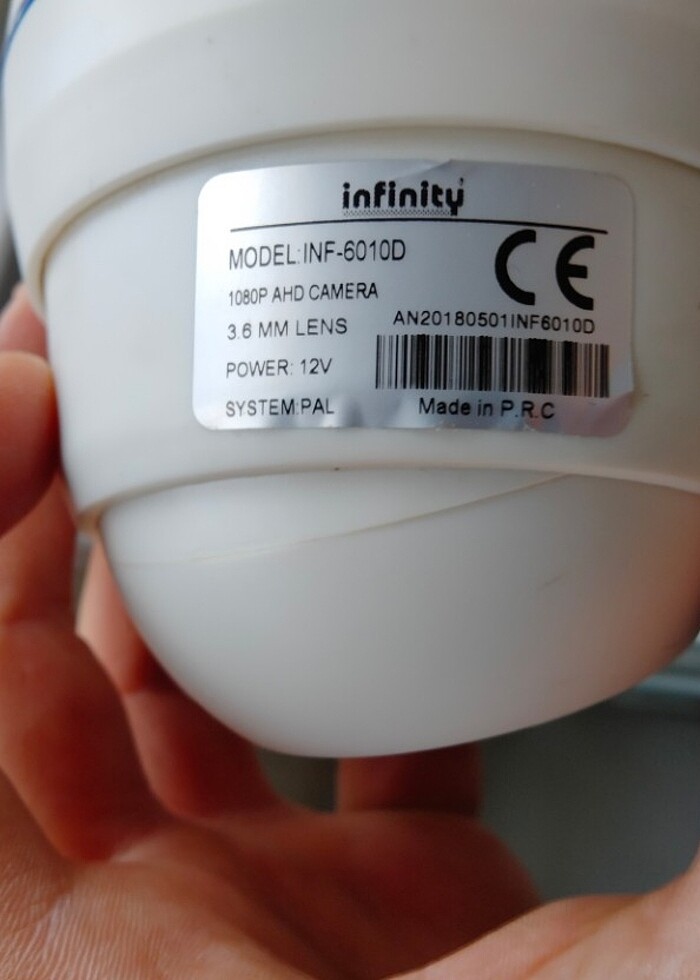 infinity
MODEL:INF-6010D
1080P AHD CAMERA
3.6 MM LENS
POWER: 12V
SYSTEM:PAL
CE
AN20180501INF6010D
Made in P.R.C